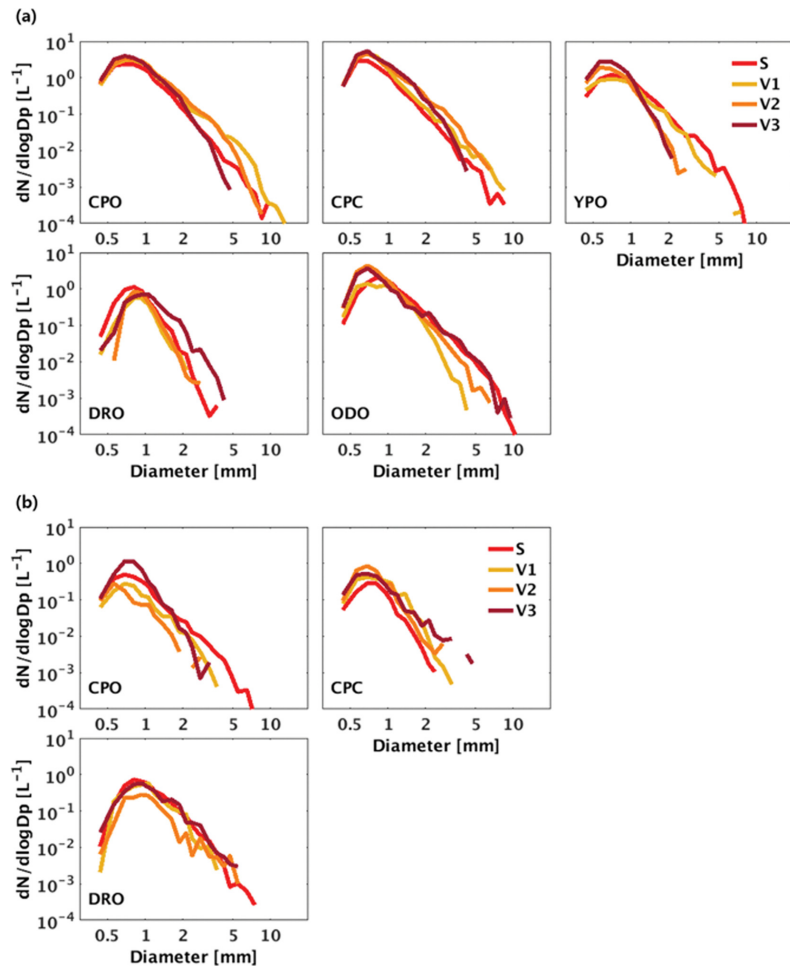 (a)
dN/dlogDp [L⁻¹]
10¹
10⁰
10⁻¹
10⁻²
10⁻³
10⁻⁴
CPO
CPC
YPO
S
V1
V2
V3
0.5 1 2 5 10
0.5 1 2 5 10
0.5 1 2 5 10
Diameter [mm]
dN/dlogDp [L⁻¹]
10¹
10⁰
10⁻¹
10⁻²
10⁻³
10⁻⁴
DRO
ODO
0.5 1 2 5 10
0.5 1 2 5 10
Diameter [mm]
Diameter [mm]
(b)
dN/dlogDp [L⁻¹]
10¹
10⁰
10⁻¹
10⁻²
10⁻³
10⁻⁴
CPO
CPC
S
V1
V2
V3
0.5 1 2 5 10
0.5 1 2 5 10
Diameter [mm]
dN/dlogDp [L⁻¹]
10¹
10⁰
10⁻¹
10⁻²
10⁻³
10⁻⁴
DRO
0.5 1 2 5 10
Diameter [mm]